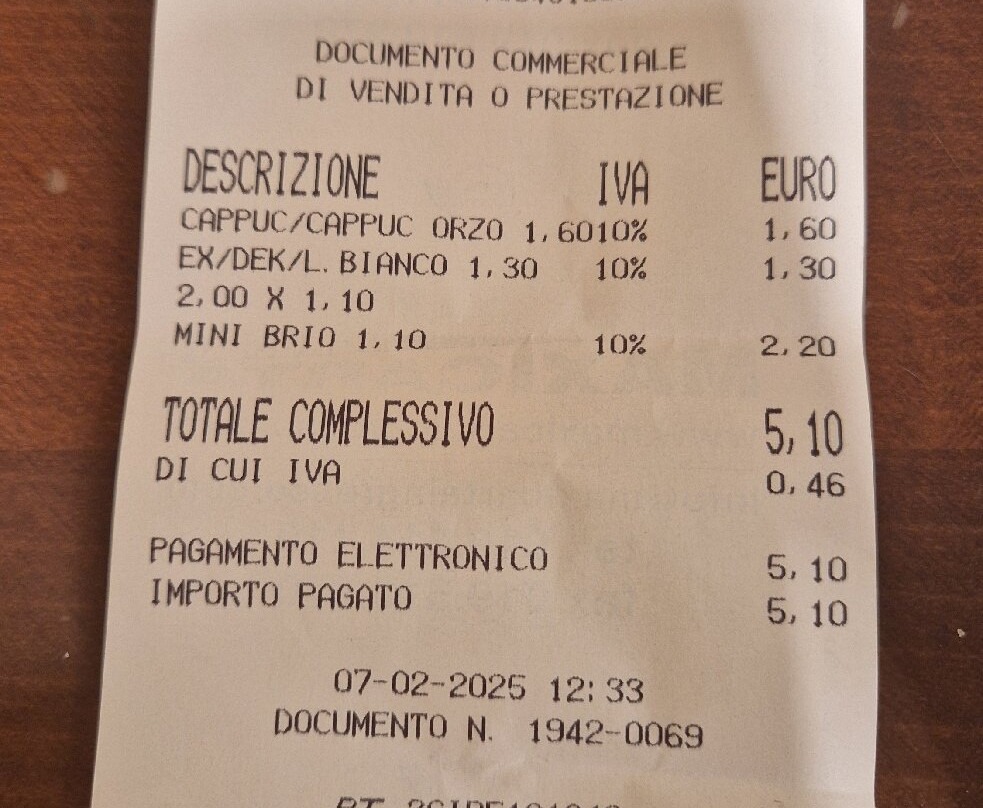 DOCUMENTO COMMERCIALE
DI VENDITA O PRESTAZIONE
DESCRIZIONE IVA EURO
CAPPUC/CAPPUC ORZO 1,6010% 1,60
EX/DEK/L. BIANCO 1,30 10% 1,30
2,00 X 1,10
MINI BRIO 1,10 10% 2,20
TOTALE COMPLESSIVO 5,10
DI CUI IVA 0,46
PAGAMENTO ELETTRONICO 5,10
IMPORTO PAGATO 5,10
07-02-2025 12:33
DOCUMENTO N. 1942-0069